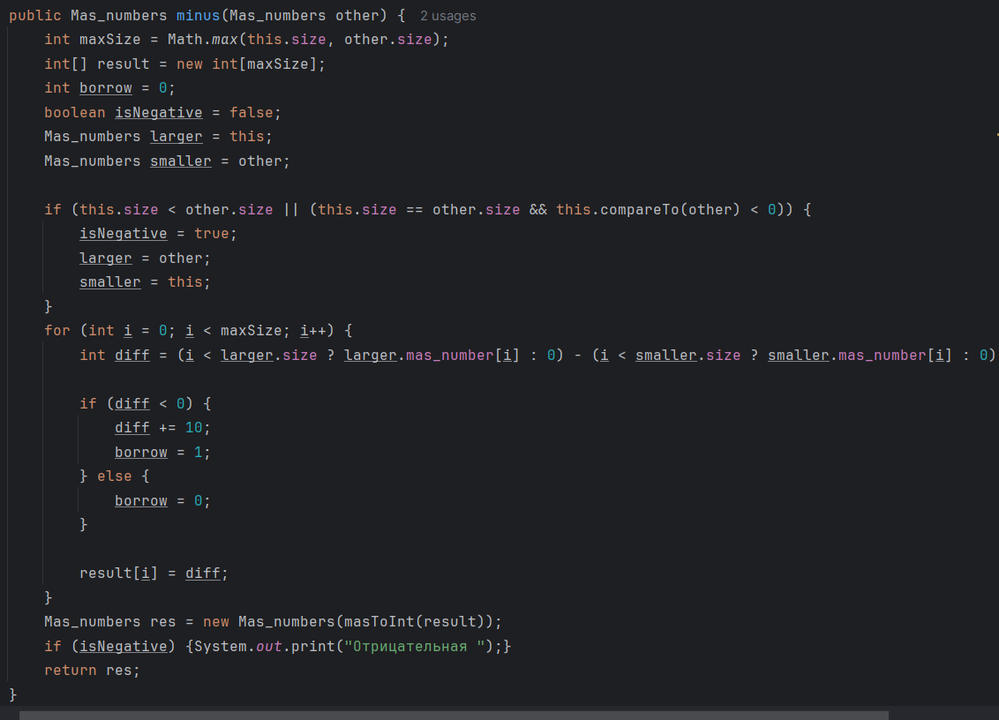 public Mas_numbers minus(Mas_numbers other) {  2 usages
    int maxSize = Math.max(this.size, other.size);
    int[] result = new int[maxSize];
    int borrow = 0;
    boolean isNegative = false;
    Mas_numbers larger = this;
    Mas_numbers smaller = other;

    if (this.size < other.size || (this.size == other.size && this.compareTo(other) < 0)) {
        isNegative = true;
        larger = other;
        smaller = this;
    }
    for (int i = 0; i < maxSize; i++) {
        int diff = (i < larger.size ? larger.mas_number[i] : 0) - (i < smaller.size ? smaller.mas_number[i] : 0)

        if (diff < 0) {
            diff += 10;
            borrow = 1;
        } else {
            borrow = 0;
        }

        result[i] = diff;
    }
    Mas_numbers res = new Mas_numbers(masToInt(result));
    if (isNegative) {System.out.print("Отрицательная ");}
    return res;
}